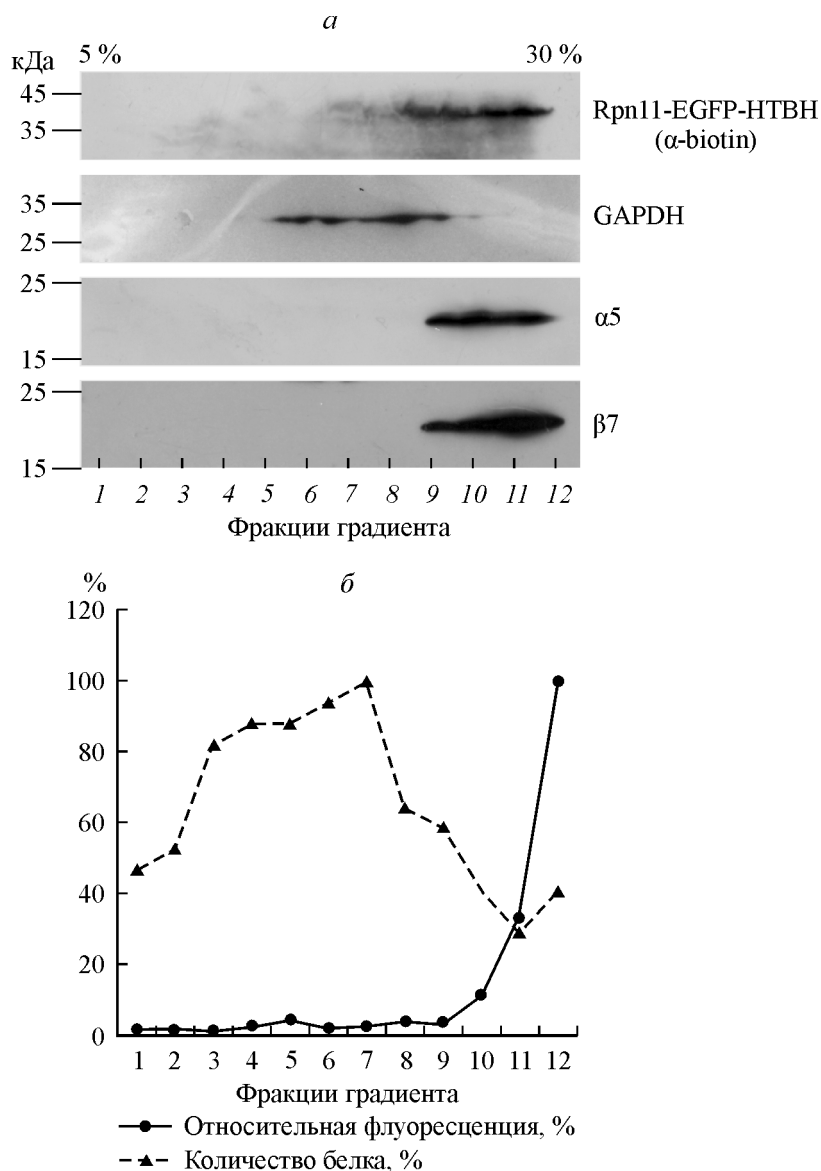 а
кДа 5 % 30 %
45
35
Rpn11-EGFP-HTBH
(α-biotin)
35
25
GAPDH
25
15
α5
25
15
β7
1 2 3 4 5 6 7 8 9 10 11 12
Фракции градиента
б
%
120
100
80
60
40
20
0
1 2 3 4 5 6 7 8 9 10 11 12
Фракции градиента
Относительная флуоресценция, %
Количество белка, %